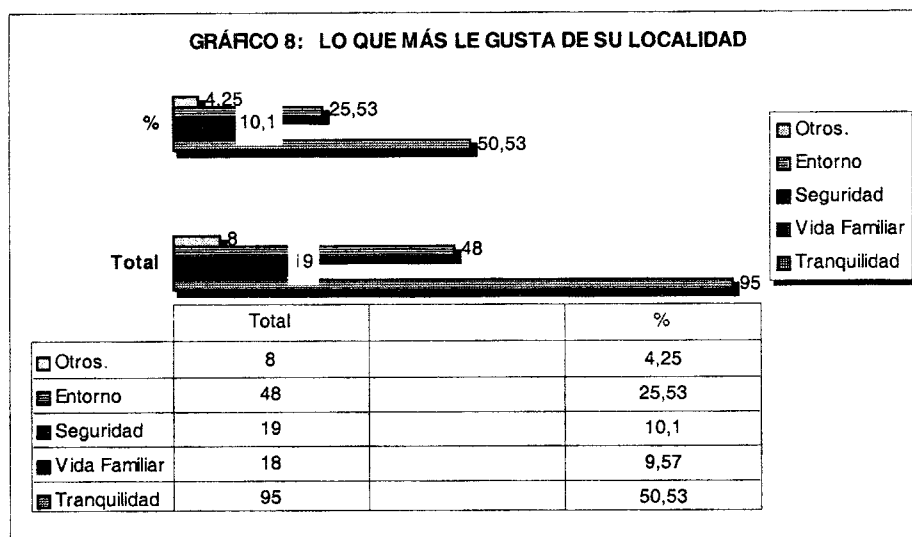 GRÁFICO 8: LO QUE MÁS LE GUSTA DE SU LOCALIDAD
4,25
25,53
% 10,1
50,53
8
48
Total 19
95
Otros.
Entorno
Seguridad
Vida Familiar
Tranquilidad
Total %
Otros. 8 4,25
Entorno 48 25,53
Seguridad 19 10,1
Vida Familiar 18 9,57
Tranquilidad 95 50,53